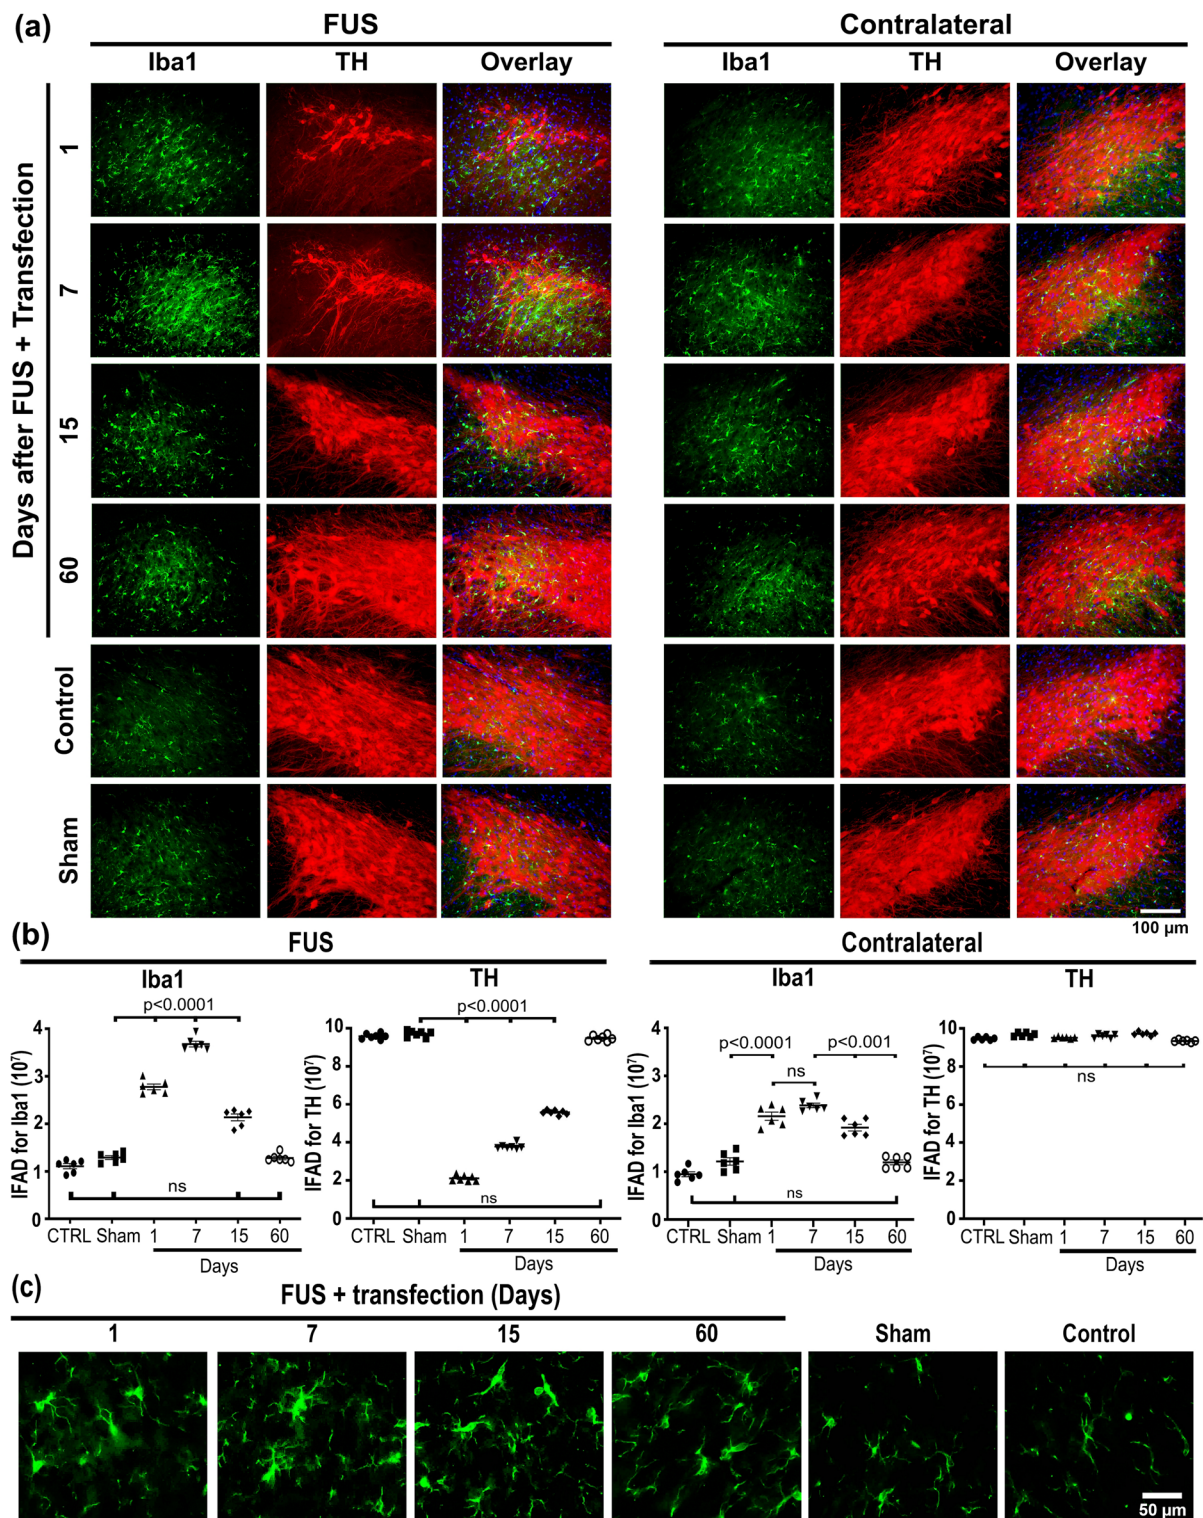 (a)
FUS
Contralateral
Iba1
TH
Overlay
Iba1
TH
Overlay
Days after FUS + Transfection
1
7
15
60
Control
Sham
100 µm
(b)
FUS
Contralateral
Iba1
IFAD for Iba1 (10⁷)
4
3
2
1
0
p<0.0001
ns
CTRL Sham 1 7 15 60
Days
TH
IFAD for TH (10⁷)
10
8
6
4
2
0
p<0.0001
ns
CTRL Sham 1 7 15 60
Days
Iba1
IFAD for Iba1 (10⁷)
4
3
2
1
0
p<0.0001
p<0.001
ns
ns
CTRL Sham 1 7 15 60
Days
TH
IFAD for TH (10⁷)
10
8
6
4
2
0
ns
CTRL Sham 1 7 15 60
Days
(c)
FUS + transfection (Days)
1 7 15 60 Sham Control
50 µm